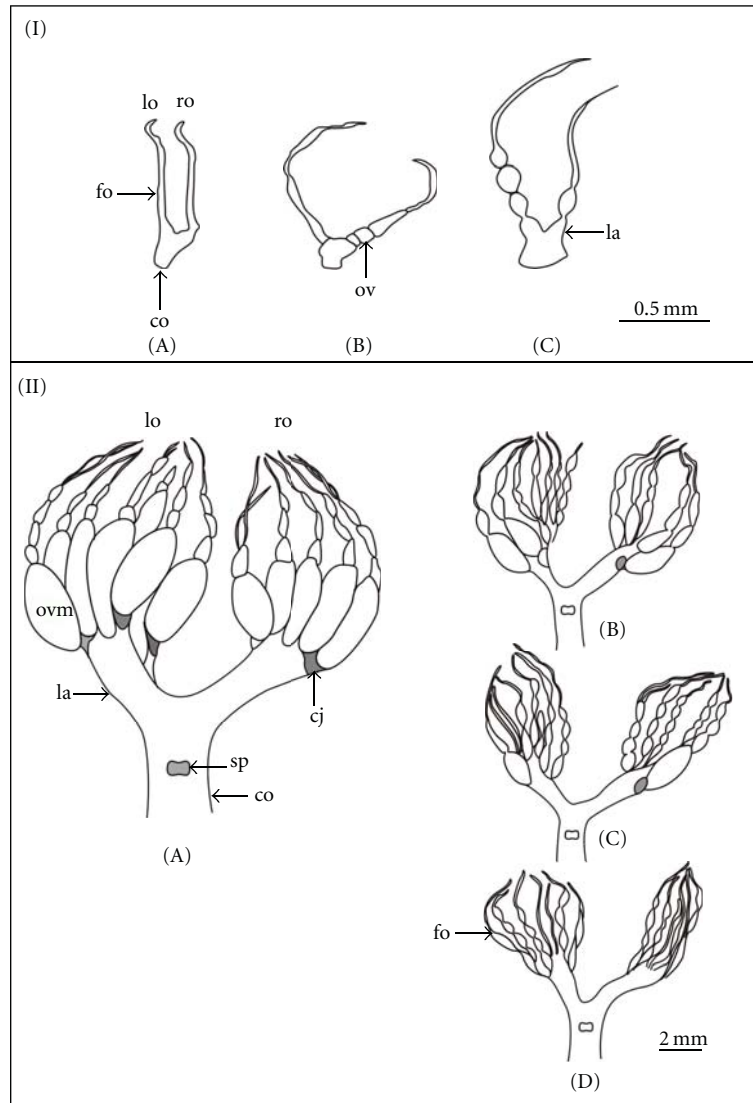 (I)
lo ro
fo
co
ov
la
0.5 mm
(A) (B) (C)
(II)
lo ro
ovm
la
cj
sp
co
(A)
(B)
(C)
fo
2 mm
(D)